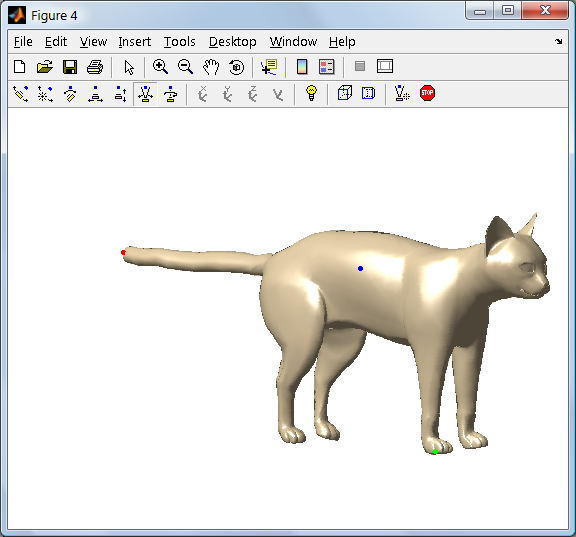 Figure 4
File Edit View Insert Tools Desktop Window Help
X Y Z V STOP